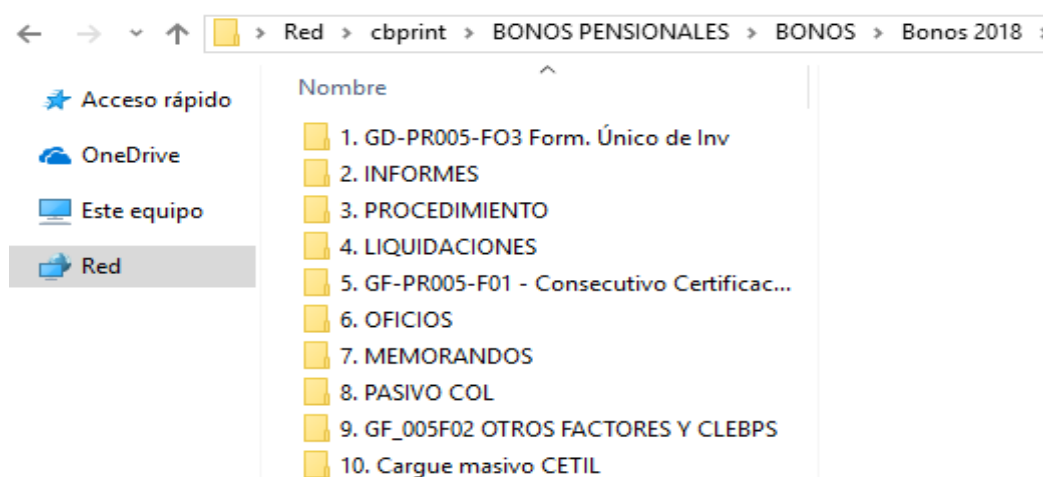 Red > cbprint > BONOS PENSIONALES > BONOS > Bonos 2018 >
Nombre
Acceso rápido
OneDrive
Este equipo
Red
1. GD-PR005-FO3 Form. Único de Inv
2. INFORMES
3. PROCEDIMIENTO
4. LIQUIDACIONES
5. GF-PR005-F01 - Consecutivo Certificac...
6. OFICIOS
7. MEMORANDOS
8. PASIVO COL
9. GF_005F02 OTROS FACTORES Y CLEBPS
10. Cargue masivo CETIL